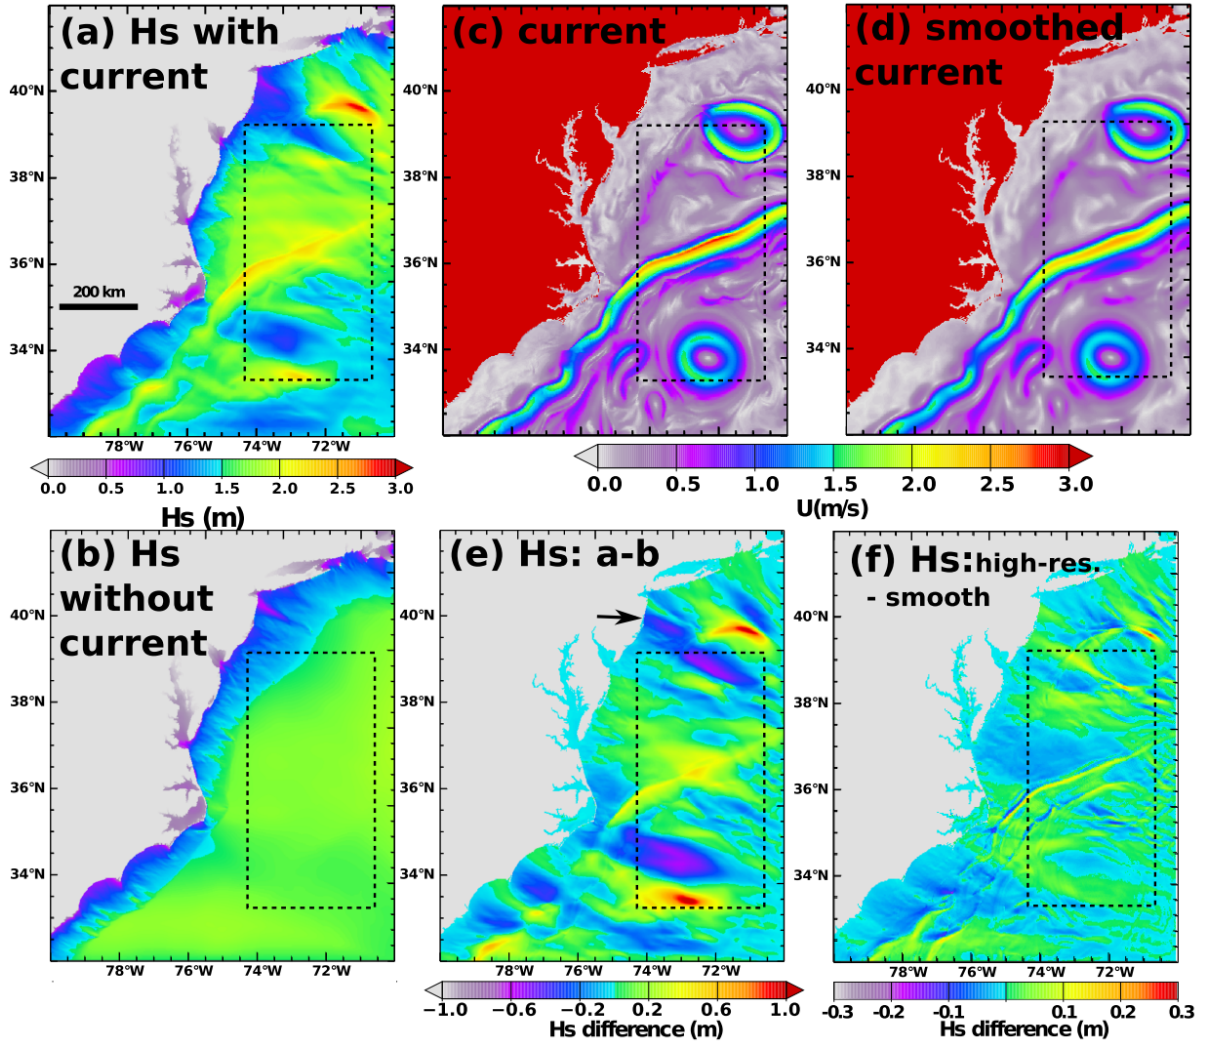 (a) Hs with
current
40°N
38°N
36°N
34°N
200 km
78°W 76°W 74°W 72°W
0.0 0.5 1.0 1.5 2.0 2.5 3.0
Hs (m)
(c) current
(d) smoothed
current
40°N
38°N
36°N
34°N
40°N
38°N
36°N
34°N
0.0 0.5 1.0 1.5 2.0 2.5 3.0
U(m/s)
(b) Hs
without
current
40°N
38°N
36°N
34°N
78°W 76°W 74°W 72°W
(e) Hs: a-b
40°N
38°N
36°N
34°N
78°W 76°W 74°W 72°W
−1.0 −0.6 −0.2 0.2 0.6 1.0
Hs difference (m)
(f) Hs:high-res.
- smooth
40°N
38°N
36°N
34°N
78°W 76°W 74°W 72°W
-0.3 -0.2 -0.1 0.1 0.2 0.3
Hs difference (m)